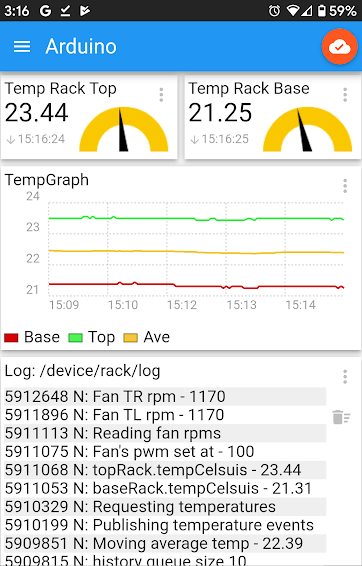 3:16 G 59%
Arduino
Temp Rack Top
23.44
15:16:24
Temp Rack Base
21.25
15:16:25
TempGraph
24
23
22
21
15:09 15:10 15:12 15:13 15:14
Base Top Ave
Log: /device/rack/log
5912648 N: Fan TR rpm - 1170
5911896 N: Fan TL rpm - 1170
5911113 N: Reading fan rpms
5911075 N: Fan's pwm set at - 100
5911068 N: topRack.tempCelsuis - 23.44
5911053 N: baseRack.tempCelsuis - 21.31
5910329 N: Requesting temperatures
5910199 N: Publishing temperature events
5909851 N: Moving average temp - 22.39
5909815 N: history queue size 10